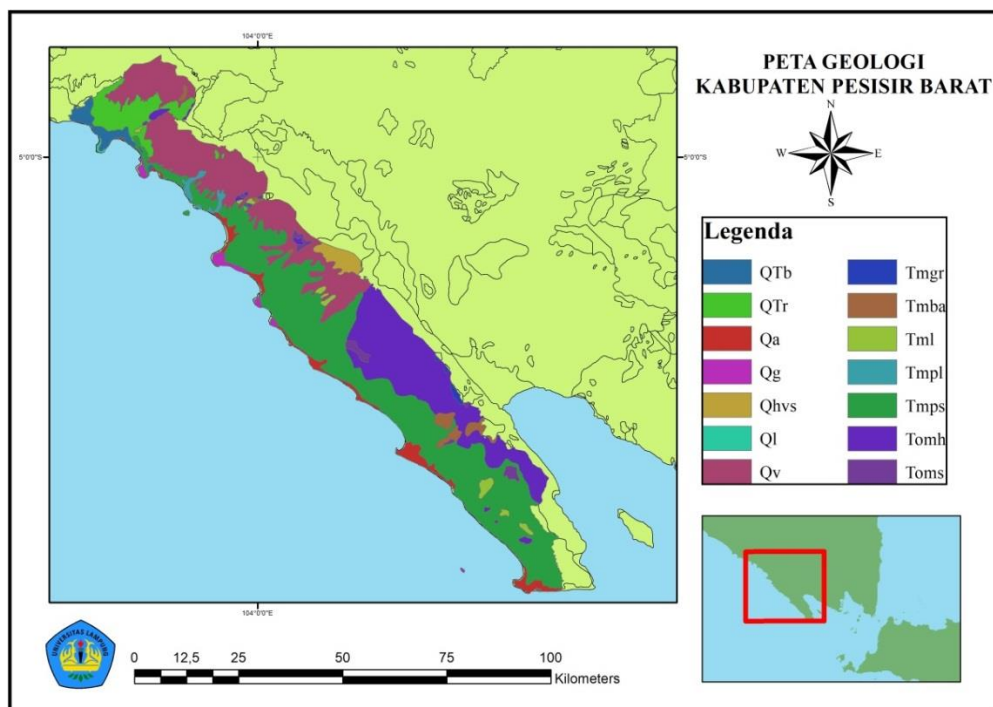 PETA GEOLOGI
KABUPATEN PESISIR BARAT
104°0'0"E
5°0'0"S
5°0'0"S
104°0'0"E
N
W
E
S
Legenda
QTb
QTr
Qa
Qg
Qhvs
Ql
Qv
Tmgr
Tmba
Tml
Tmpl
Tmps
Tomh
Toms
UNIVERSITAS LAMPUNG
0 12,5 25 50 75 100
Kilometers